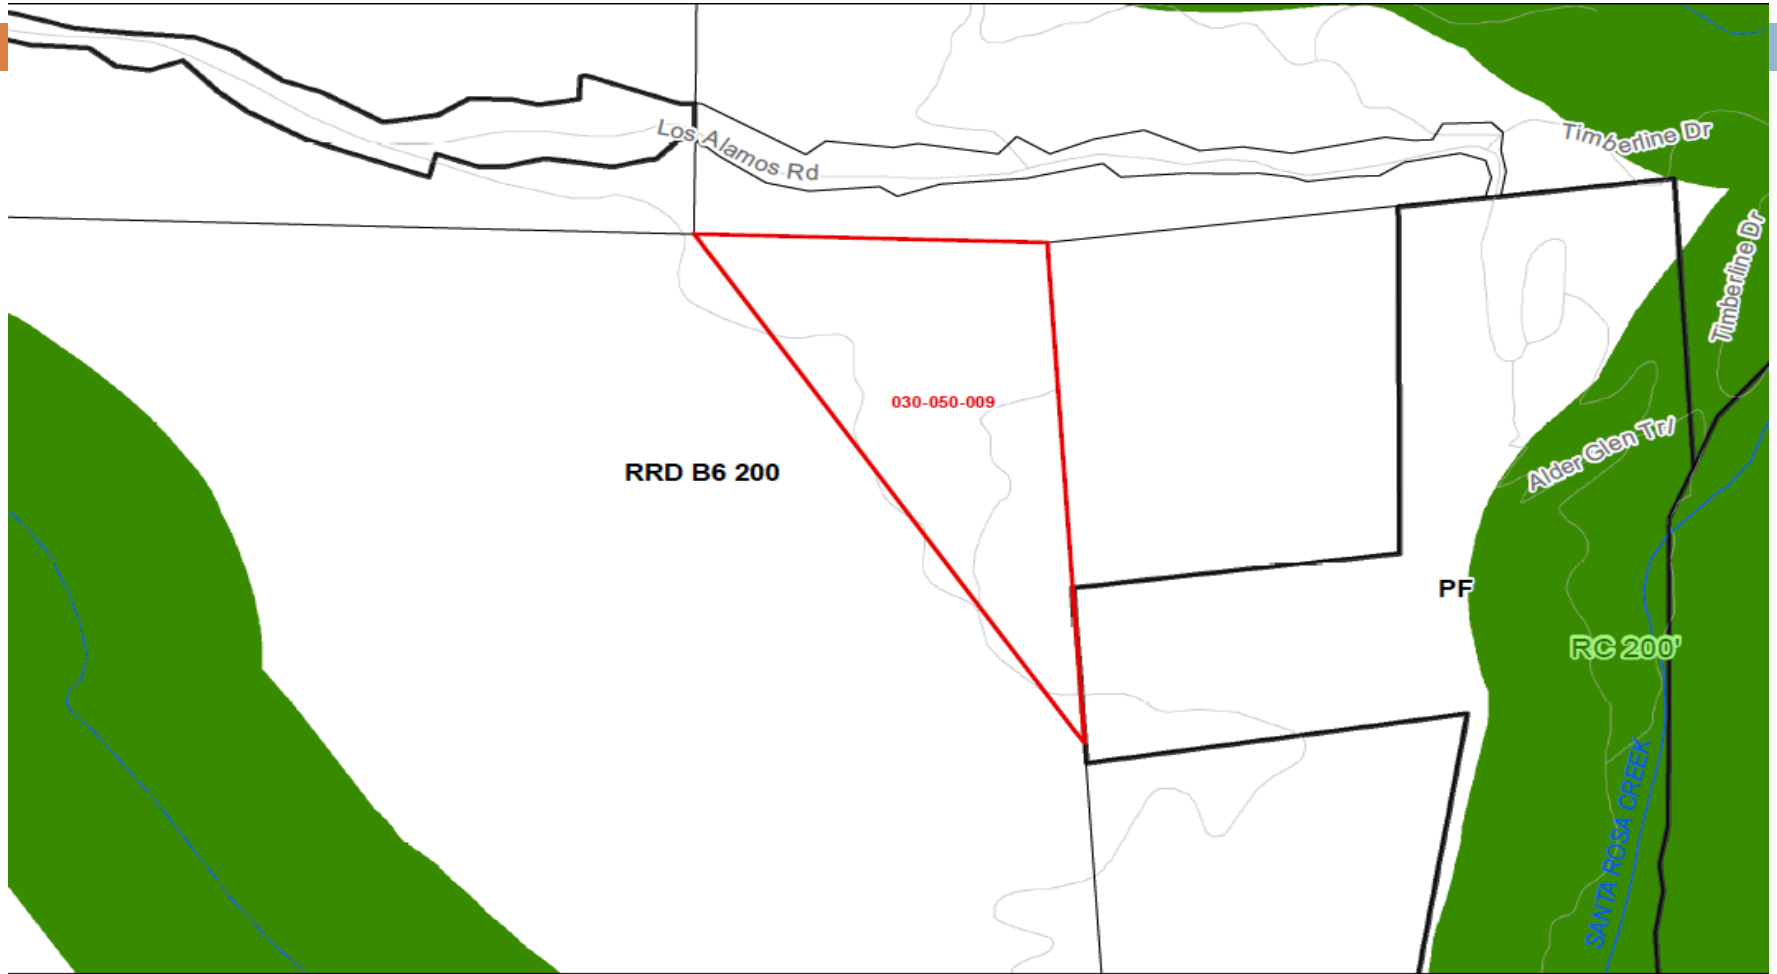 Los Alamos Rd
Timberline Dr
Timberline Dr
030-050-009
Alder Glen Trl
RRD B6 200
PF
RC 200'
SANTA ROSA CREEK